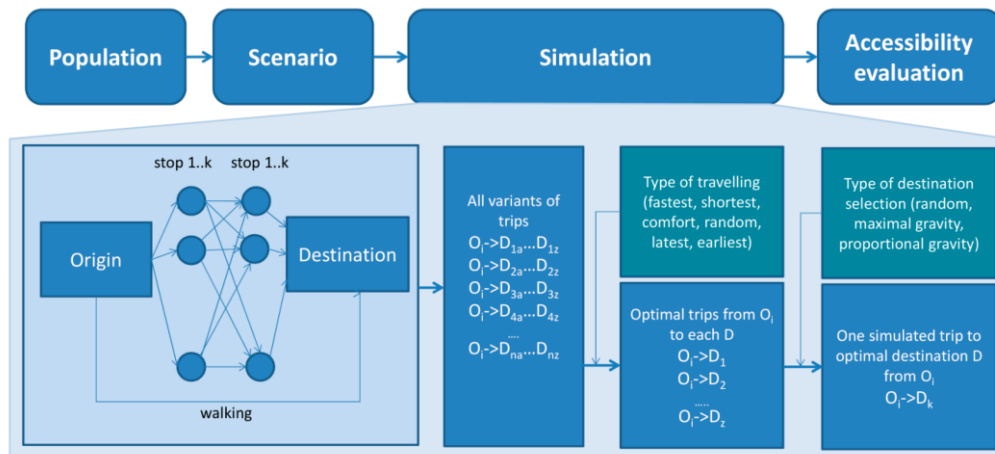 Population
Scenario
Simulation
Accessibility
evaluation
stop 1..k
stop 1..k
Origin
Destination
walking
All variants of
trips
Oᵢ->D₁ₐ...D₁z
Oᵢ->D₂ₐ...D₂z
Oᵢ->D₃ₐ...D₃z
Oᵢ->D₄ₐ...D₄z
....
Oᵢ->Dₙₐ...Dₙz
Type of travelling
(fastest, shortest,
comfort, random,
latest, earliest)
Optimal trips from Oᵢ
to each D
Oᵢ->D₁
Oᵢ->D₂
.....
Oᵢ->Dz
Type of destination
selection (random,
maximal gravity,
proportional gravity)
One simulated trip to
optimal destination D
from Oᵢ
Oᵢ->Dₖ